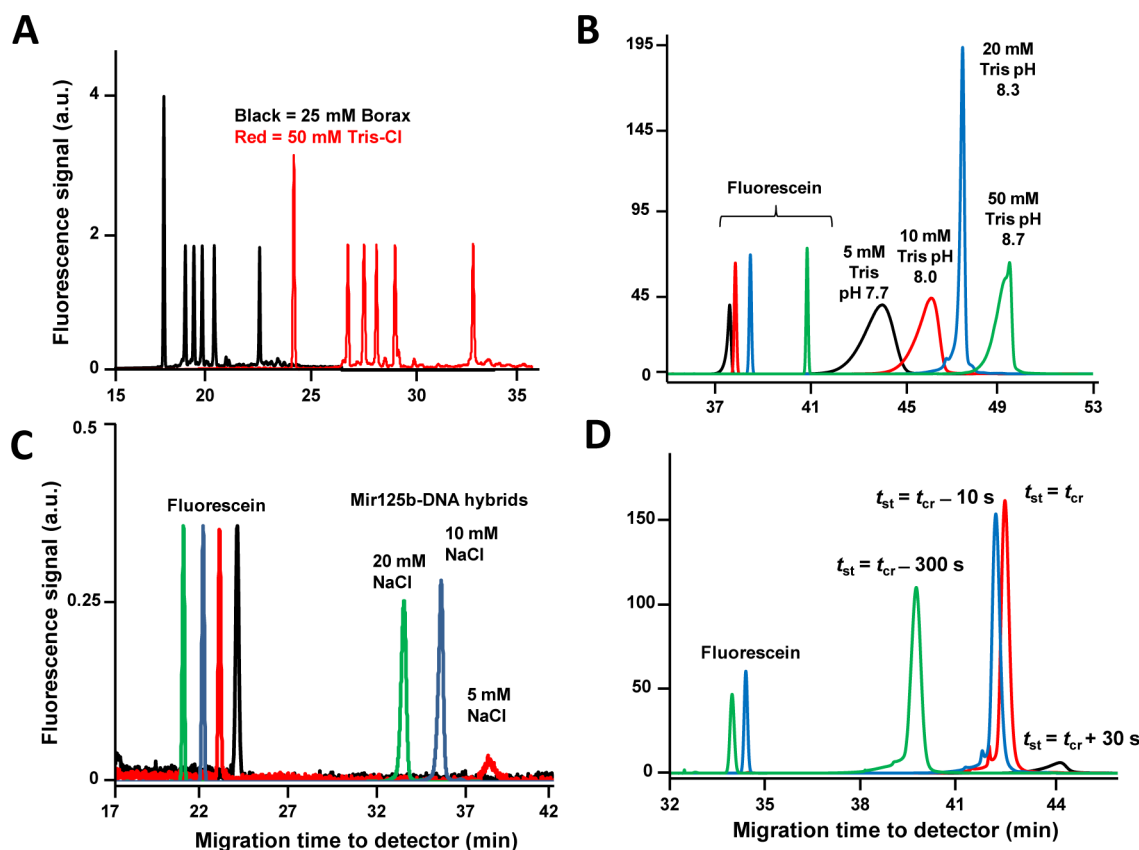 A
Fluorescence signal (a.u.)
4
2
0
Black = 25 mM Borax
Red = 50 mM Tris-Cl
15
20
25
30
35
B
195
145
95
45
0
Fluorescein
5 mM
Tris
pH 7.7
10 mM
Tris pH
8.0
20 mM
Tris pH
8.3
50 mM
Tris pH
8.7
37
41
45
49
53
C
Fluorescence signal (a.u.)
0.5
0.25
0
Fluorescein
Mir125b-DNA hybrids
20 mM
NaCl
10 mM
NaCl
5 mM
NaCl
17
22
27
32
37
42
Migration time to detector (min)
D
150
100
50
0
Fluorescein
tst = tcr – 300 s
tst = tcr – 10 s
tst = tcr
tst = tcr + 30 s
32
35
38
41
44
Migration time to detector (min)